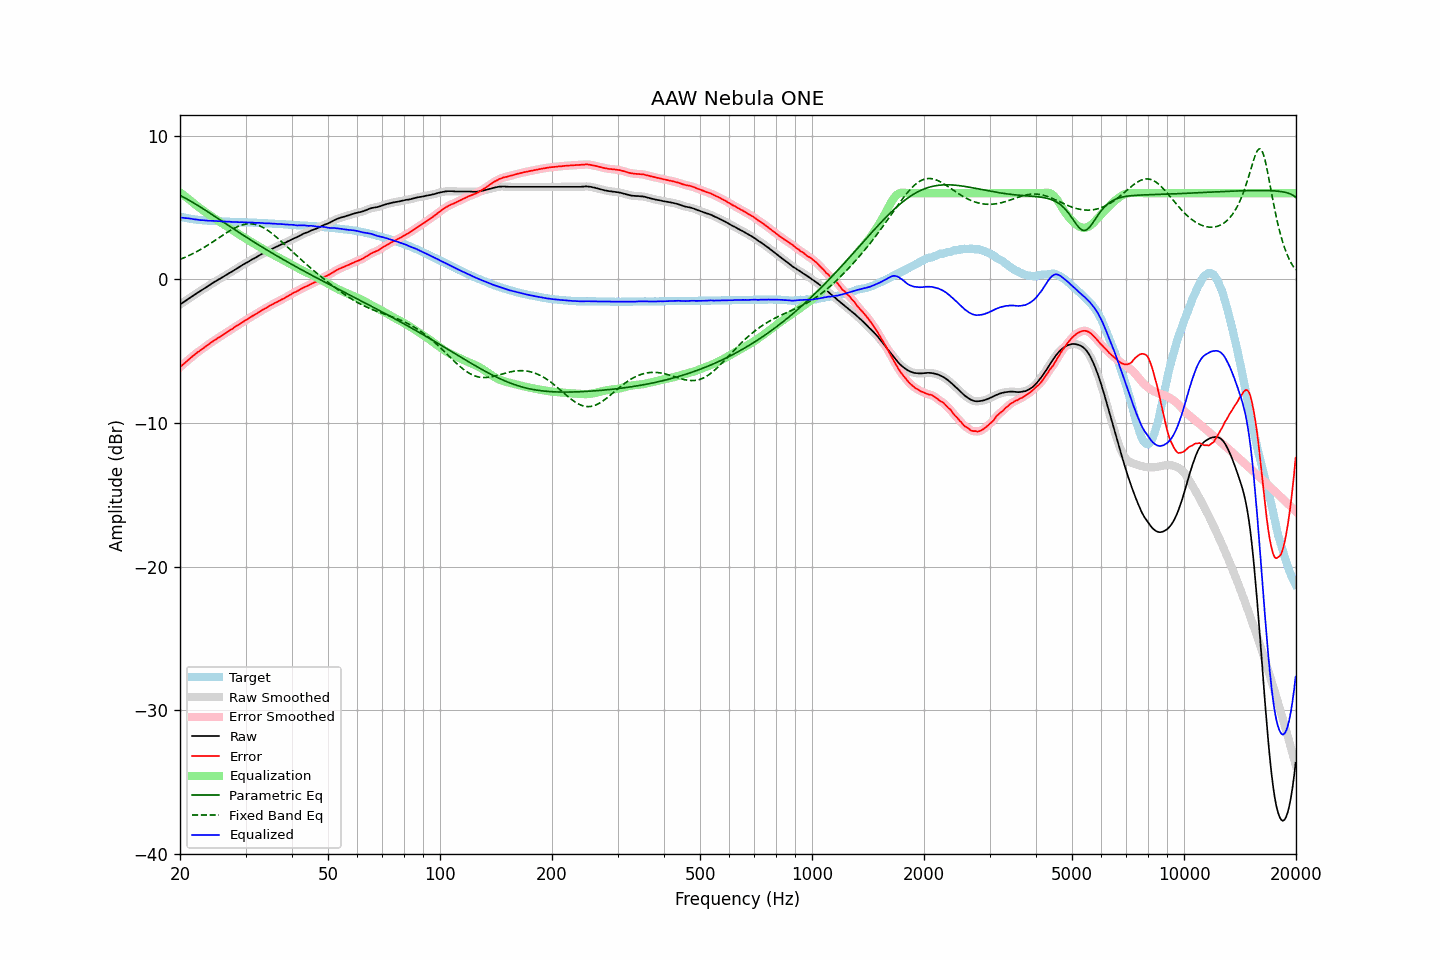 AAW Nebula ONE
10
0
−10
−20
−30
−40
Amplitude (dBr)
Target
Raw Smoothed
Error Smoothed
Raw
Error
Equalization
Parametric Eq
Fixed Band Eq
Equalized
20 50 100 200 500 1000 2000 5000 10000 20000
Frequency (Hz)